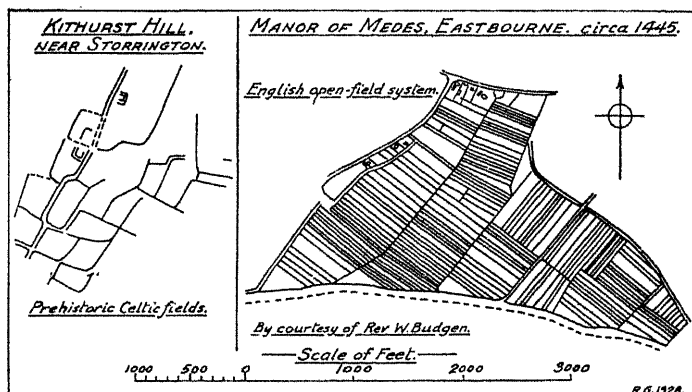 KITHURST HILL.
NEAR STORRINGTON.
Prehistoric Celtic fields.
MANOR OF MEDES, EASTBOURNE. circa 1445.
English open-field system.
By courtesy of Rev W. Budgen.
Scale of Feet.
1000 500 0 1000 2000 3000
R.G. 1928